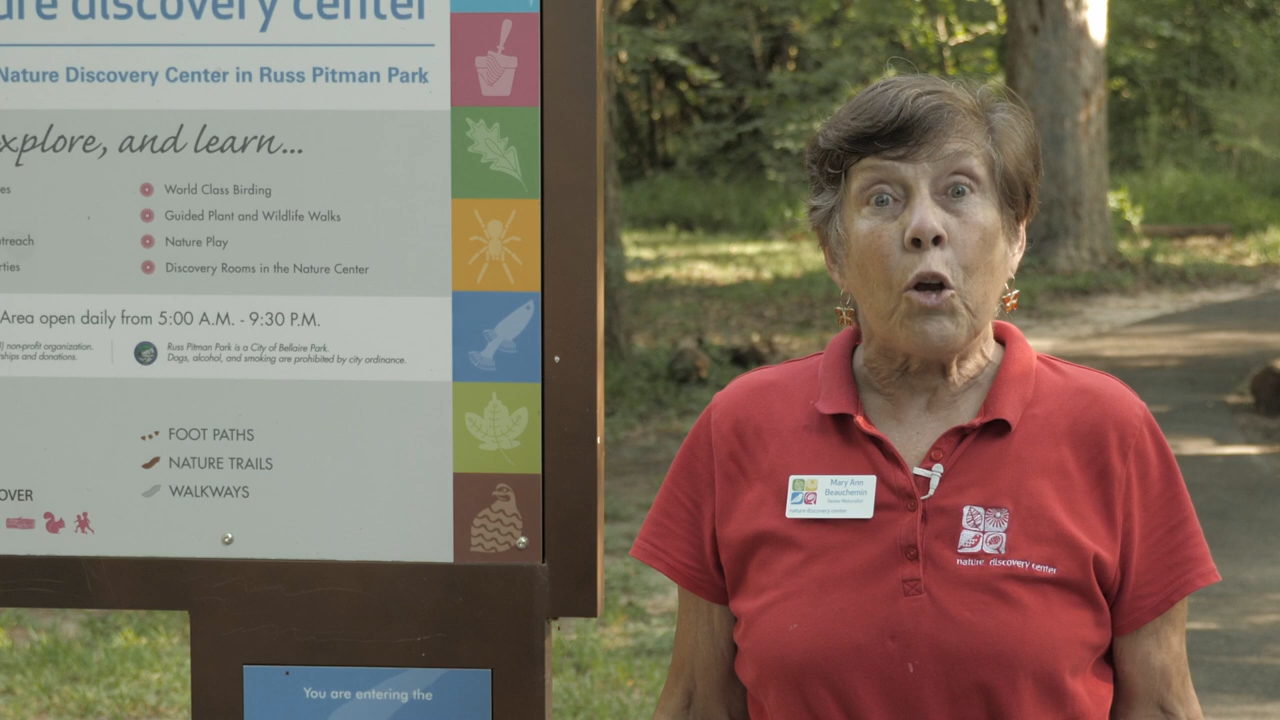 ure discovery center
Nature Discovery Center in Russ Pitman Park
xplore, and learn...
es
World Class Birding
Guided Plant and Wildlife Walks
utreach
Nature Play
rties
Discovery Rooms in the Nature Center
Area open daily from 5:00 A.M. - 9:30 P.M.
) non-profit organization.
ships and donations.
Russ Pitman Park is a City of Bellaire Park.
Dogs, alcohol, and smoking are prohibited by city ordinance.
FOOT PATHS
NATURE TRAILS
WALKWAYS
OVER
You are entering the
Mary Ann
Beauchemin
Senior Naturalist
nature discovery center
nature discovery center